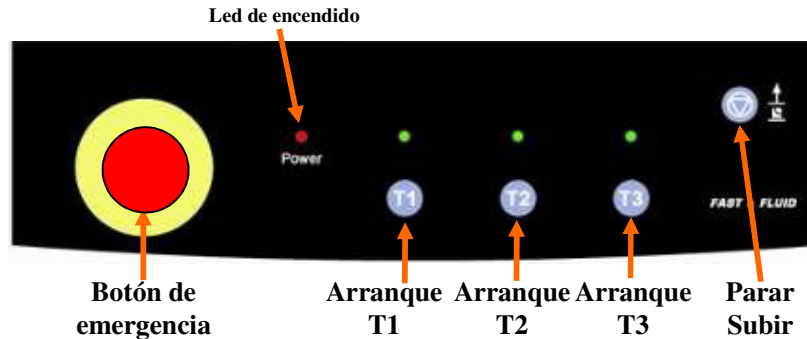 Led de encendido
Power
T1 T2 T3
FAST & FLUID
Botón de
emergencia
Arranque
T1
Arranque
T2
Arranque
T3
Parar
Subir